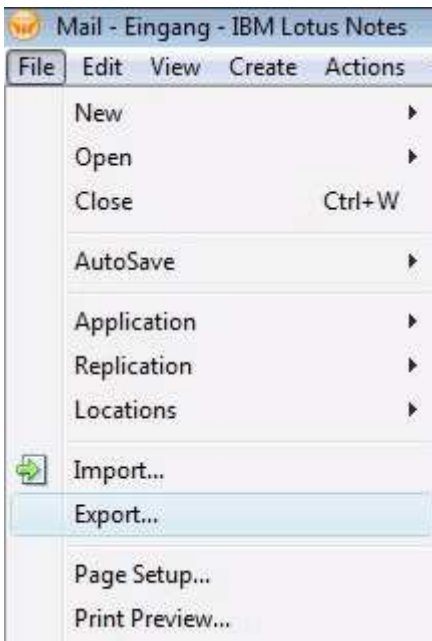 Mail - Eingang - IBM Lotus Notes
File Edit View Create Actions
New
Open
Close Ctrl+W
AutoSave
Application
Replication
Locations
Import...
Export...
Page Setup...
Print Preview...